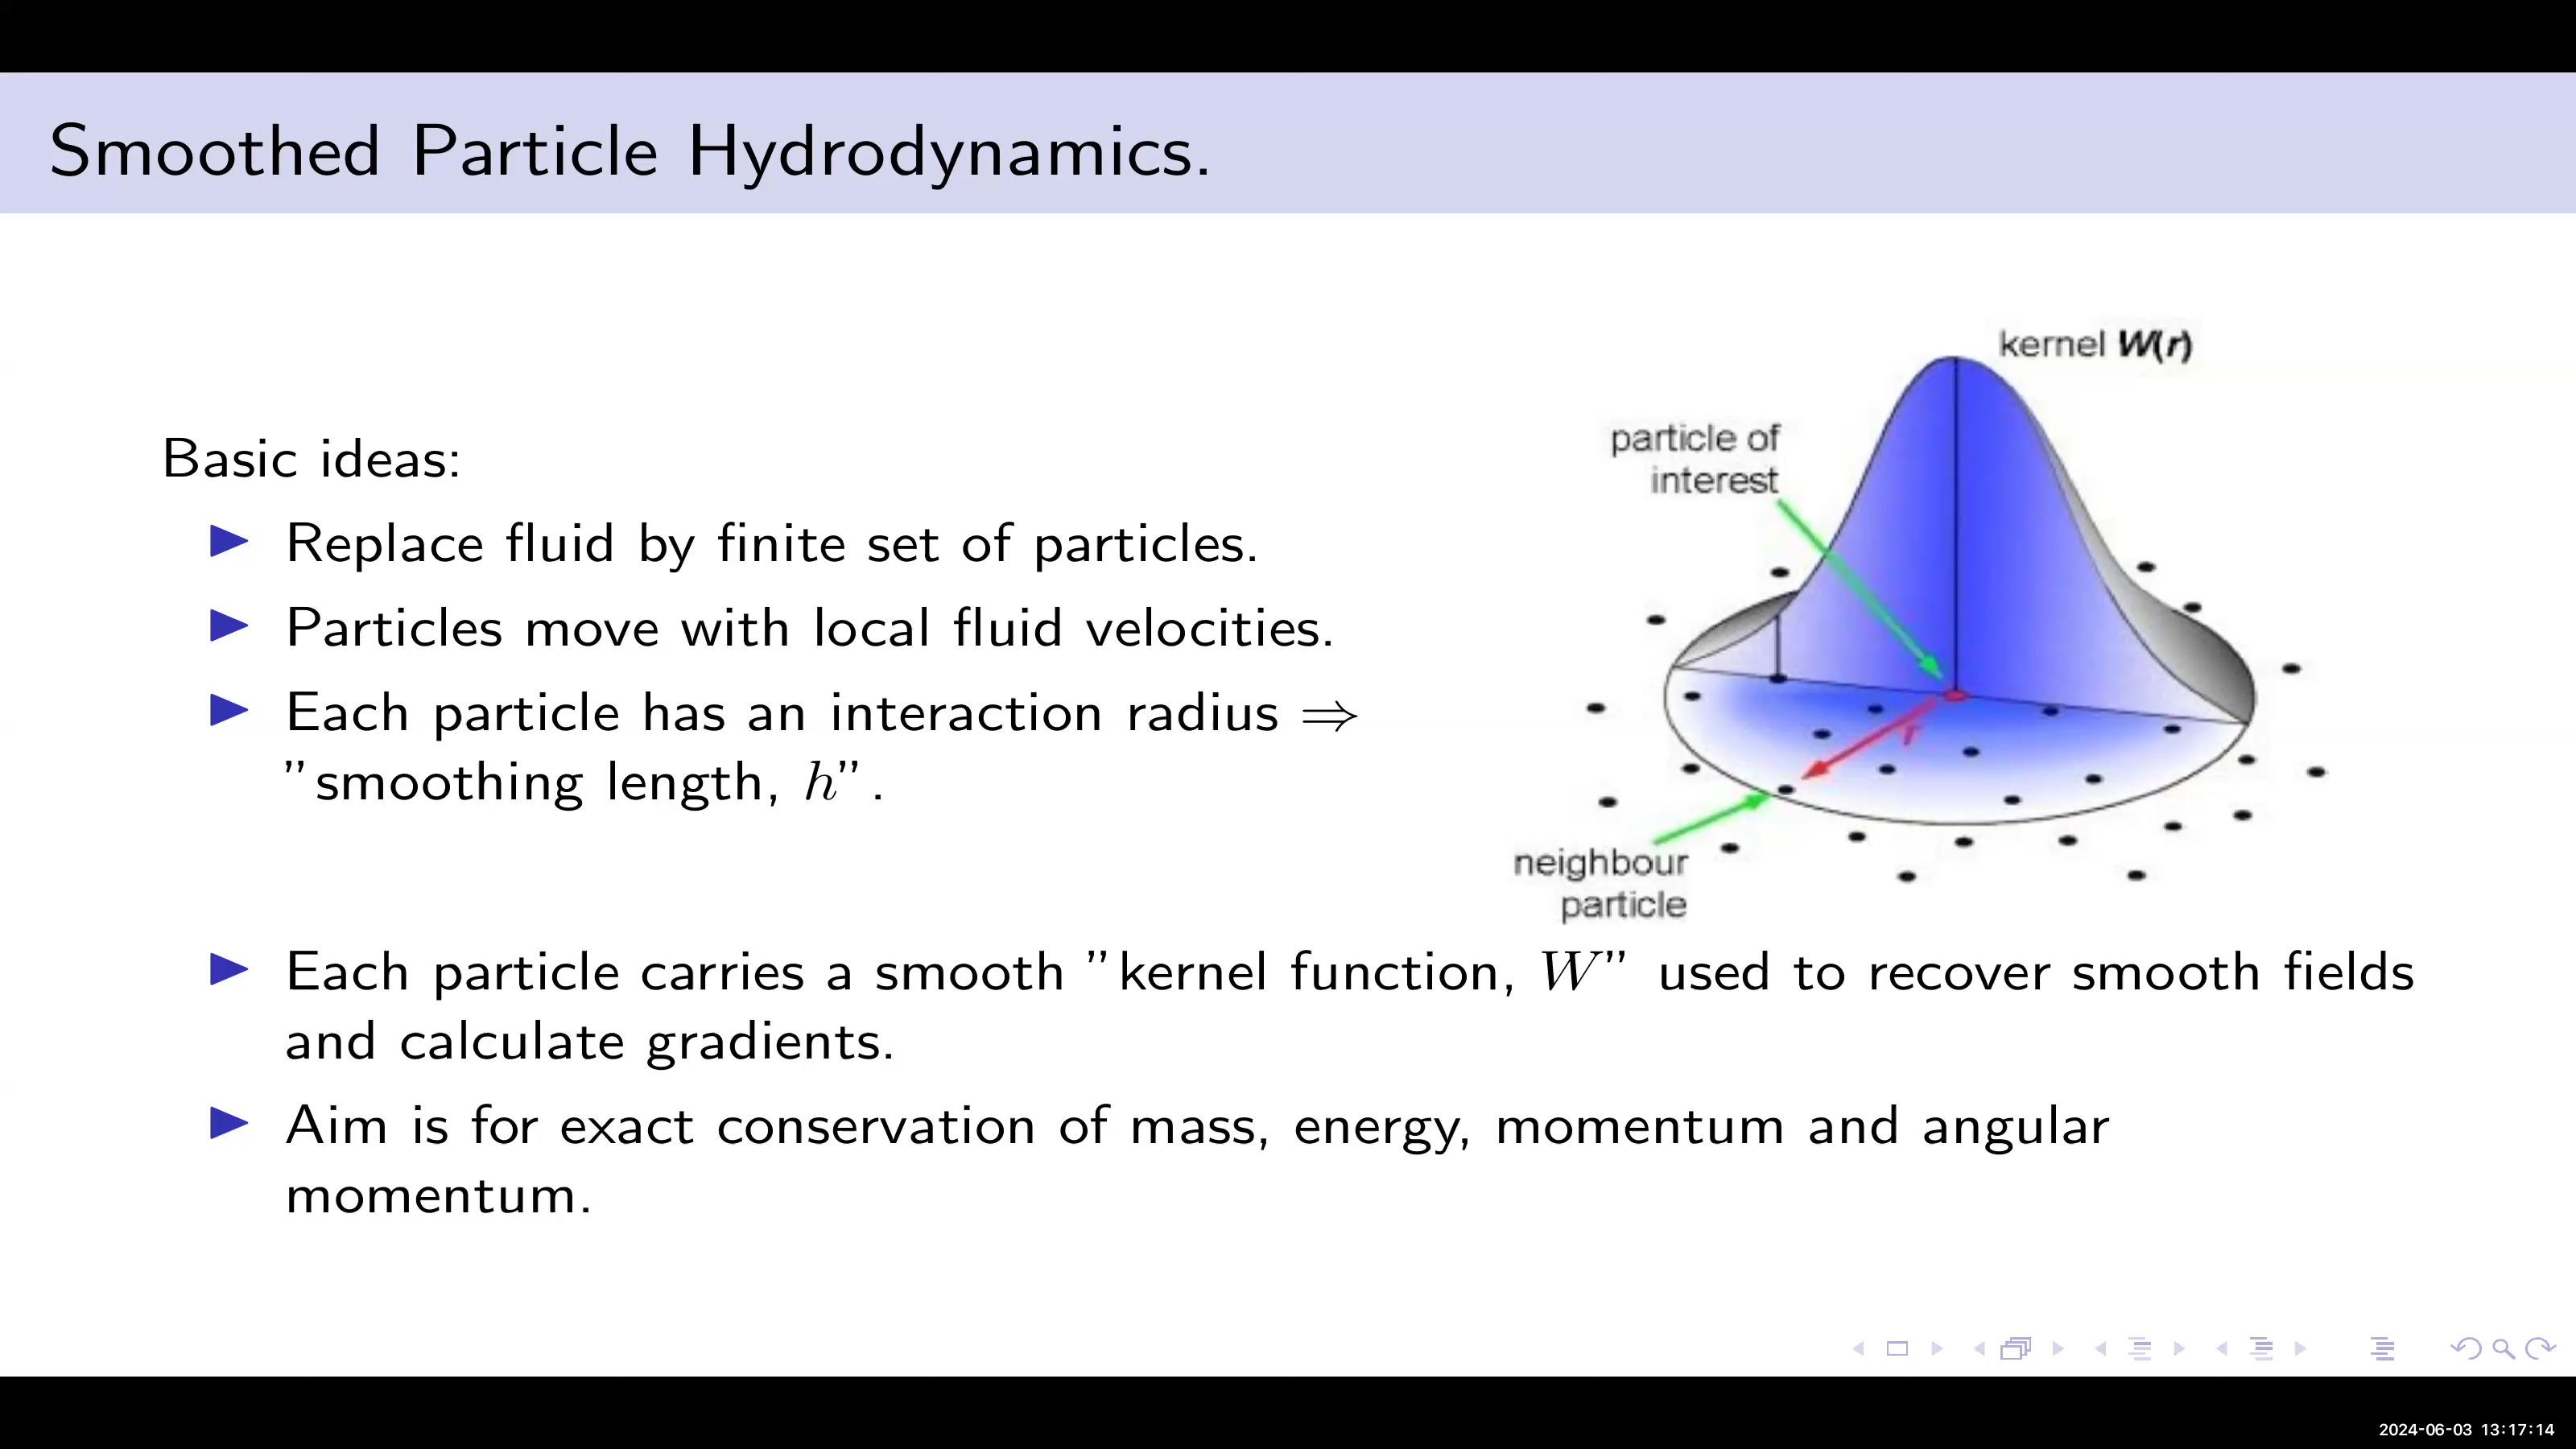 Smoothed Particle Hydrodynamics.
Basic ideas:
Replace fluid by finite set of particles.
Particles move with local fluid velocities.
Each particle has an interaction radius ⇒
”smoothing length, h”.
kernel W(r)
particle of
interest
r
neighbour
particle
Each particle carries a smooth ”kernel function, W” used to recover smooth fields
and calculate gradients.
Aim is for exact conservation of mass, energy, momentum and angular
momentum.
2024-06-03 13:17:14